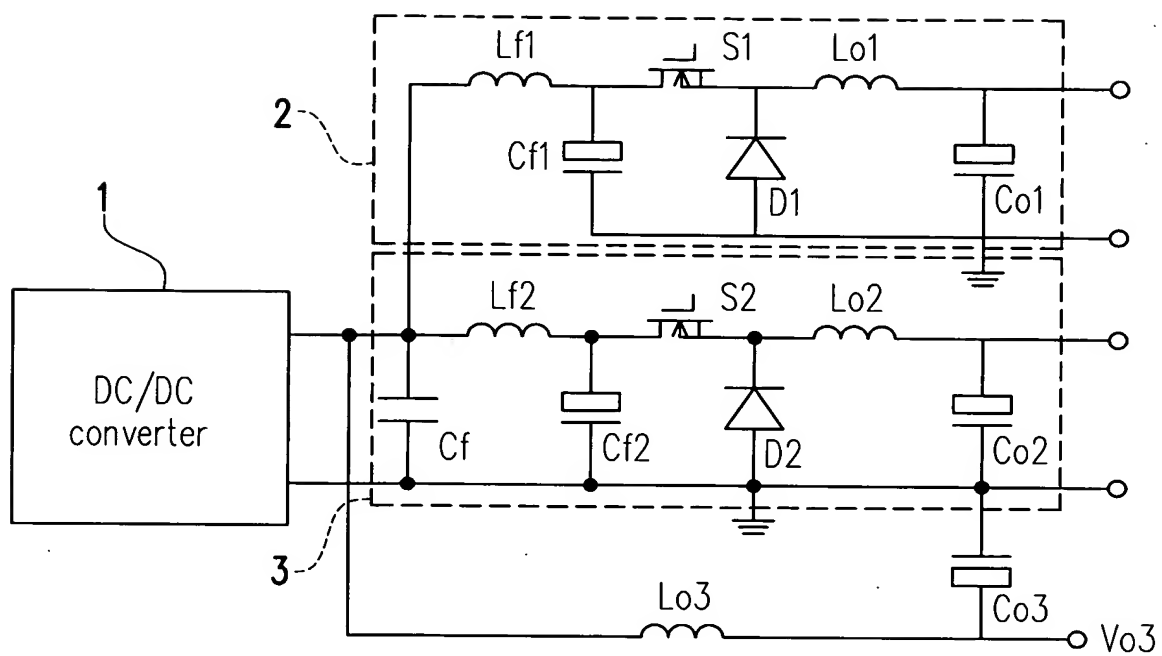 Lf1
S1
Lo1
2
Cf1
D1
Co1
1
Lf2
S2
Lo2
DC/DC
converter
Cf
Cf2
D2
Co2
3
Lo3
Co3
Vo3